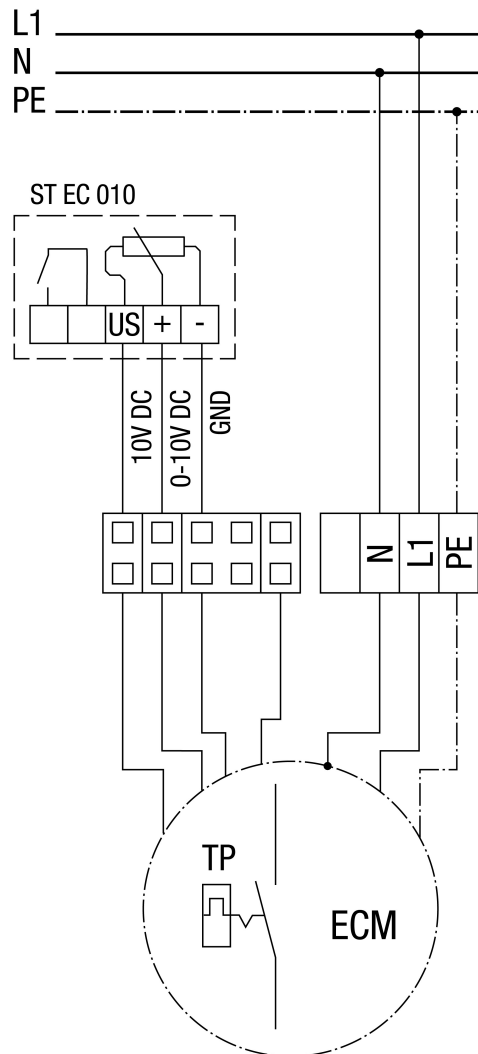 L1
N
PE
ST EC 010
US + -
10V DC
0-10V DC
GND
N L1 PE
TP
ECM